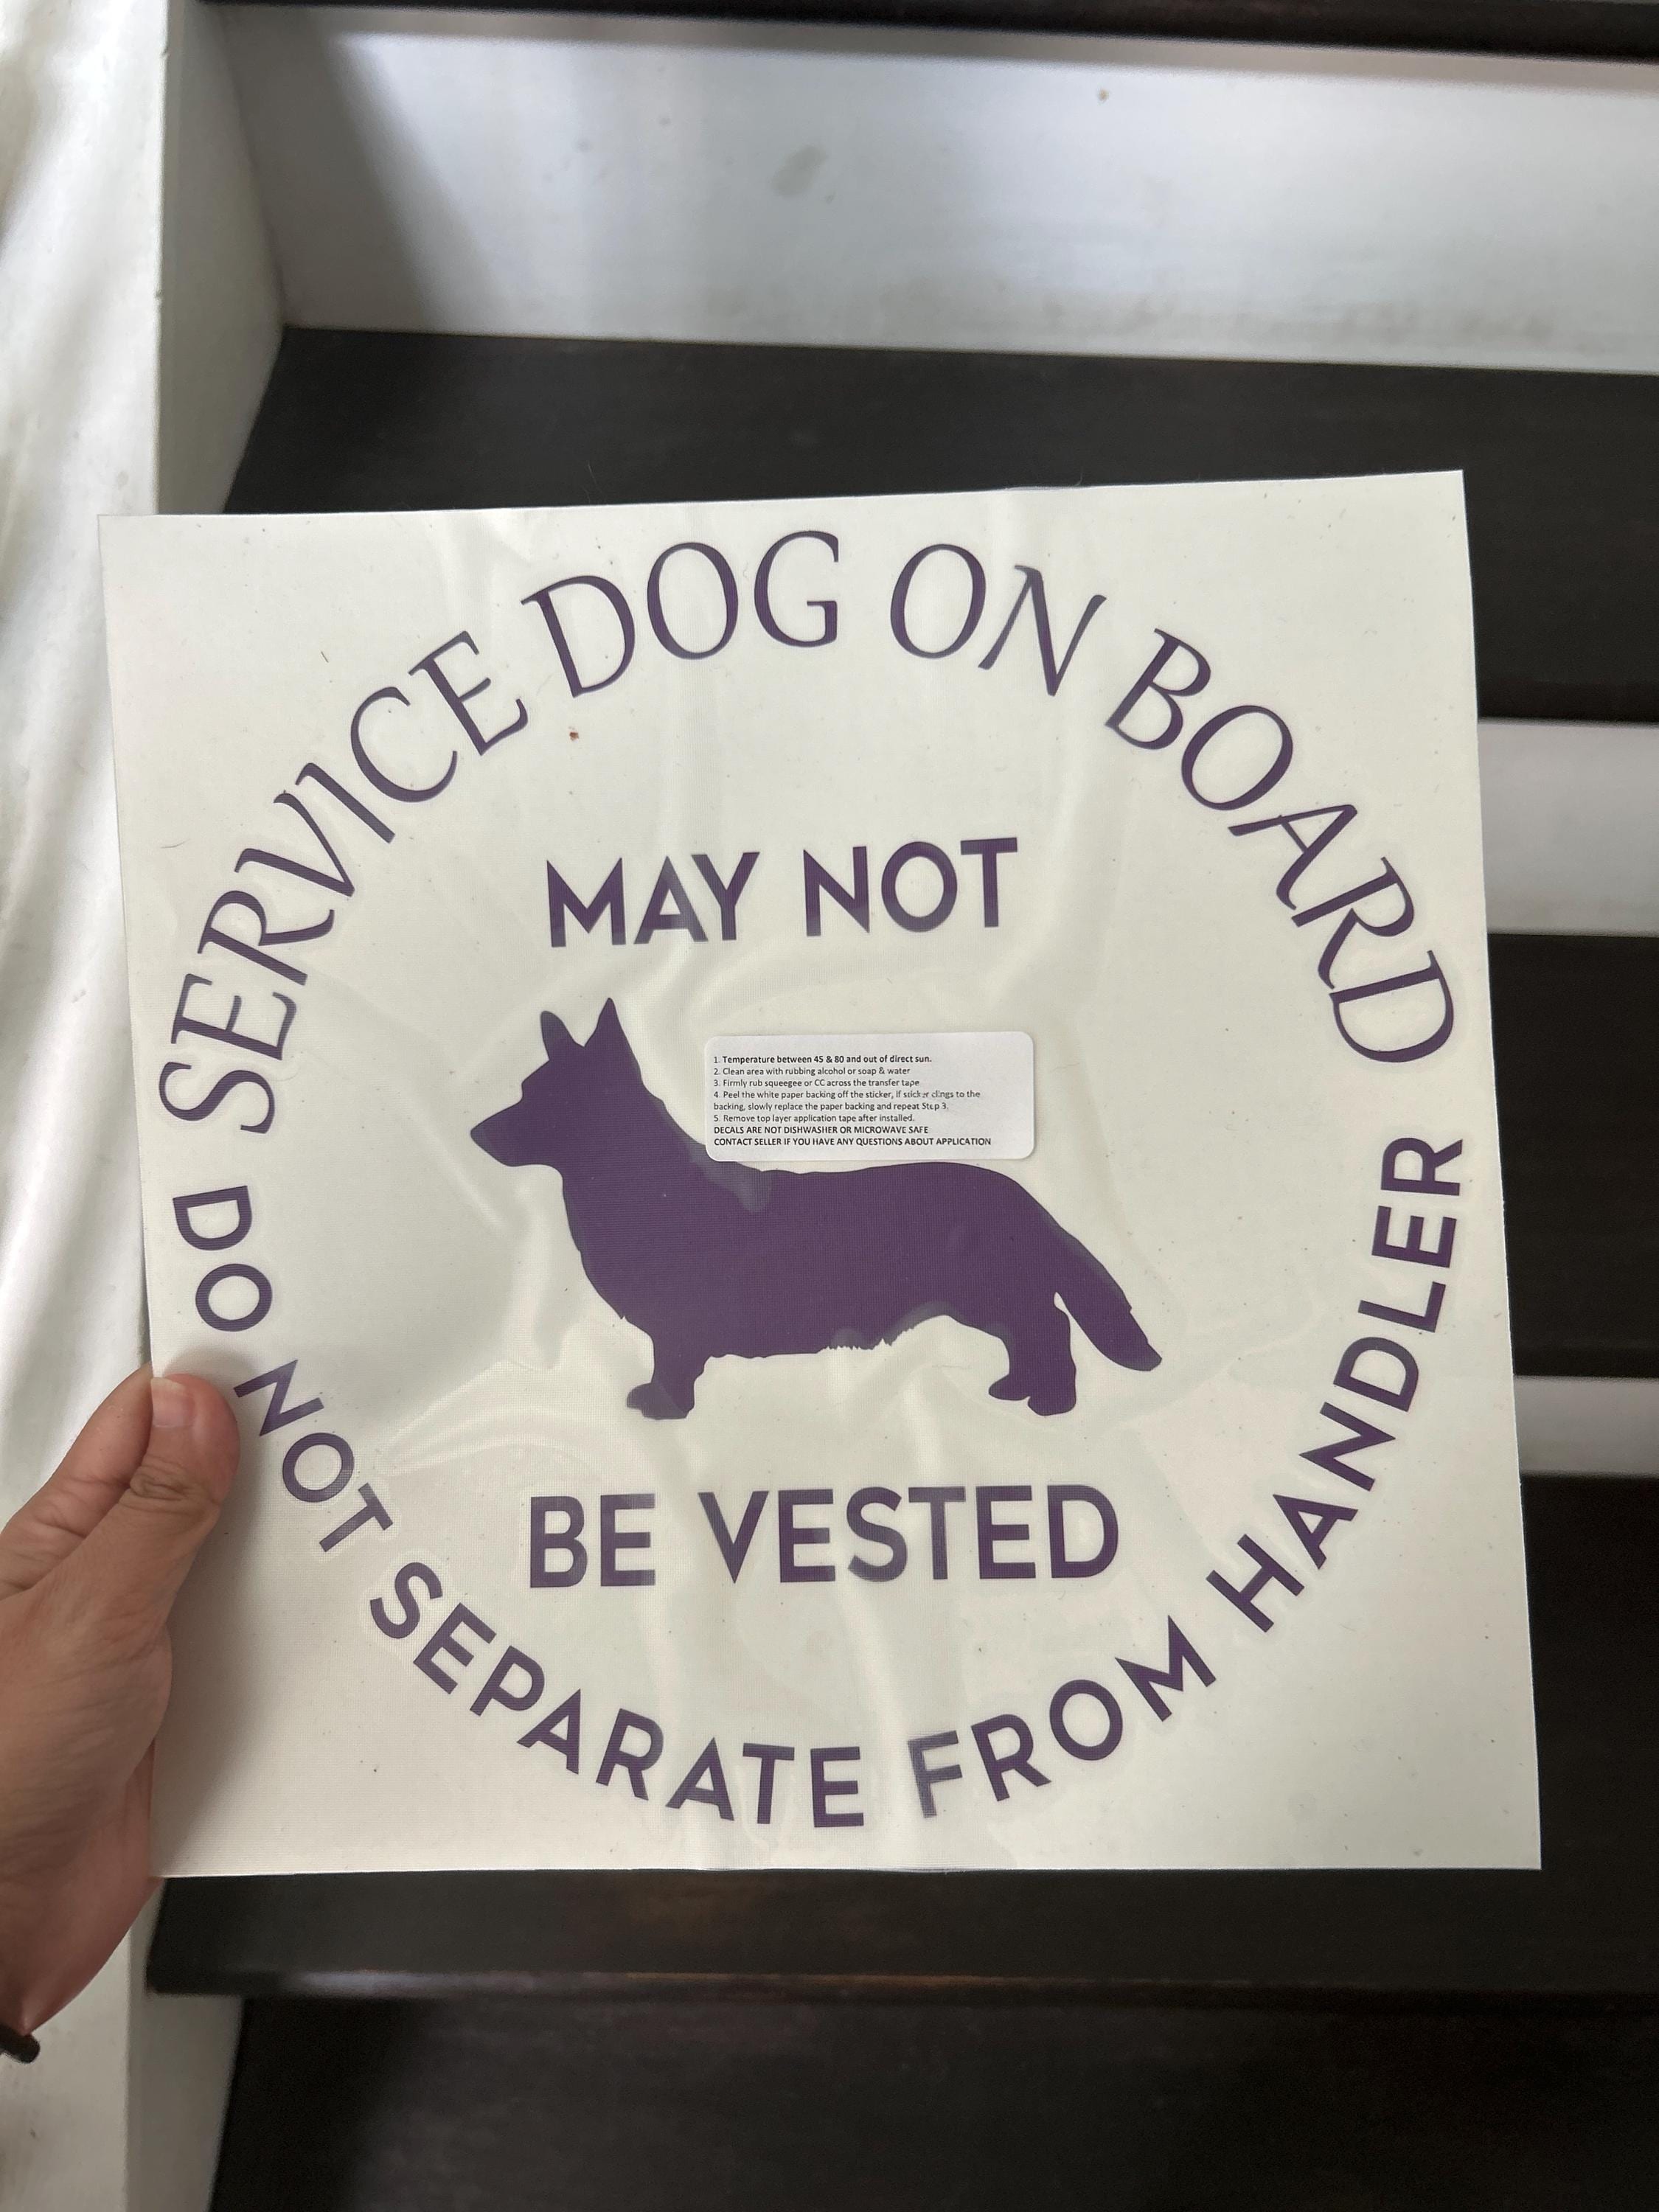 SERVICE DOG ON BOARD
MAY NOT
1. Temperature between 45 & 80 and out of direct sun.
2. Clean area with rubbing alcohol or soap & water
3. Firmly rub squeegee or CC across the transfer tape
4. Peel the white paper backing off the sticker, if sticker clings to the
backing, slowly replace the paper backing and repeat Step 3.
5. Remove top layer application tape after installed.
DECALS ARE NOT DISHWASHER OR MICROWAVE SAFE
CONTACT SELLER IF YOU HAVE ANY QUESTIONS ABOUT APPLICATION
BE VESTED
DO NOT SEPARATE FROM HANDLER